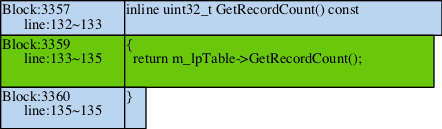 Block:3357 inline uint32_t GetRecordCount() const
line:132~133
Block:3359 {
line:133~135 return m_lpTable->GetRecordCount();
Block:3360 }
line:135~135